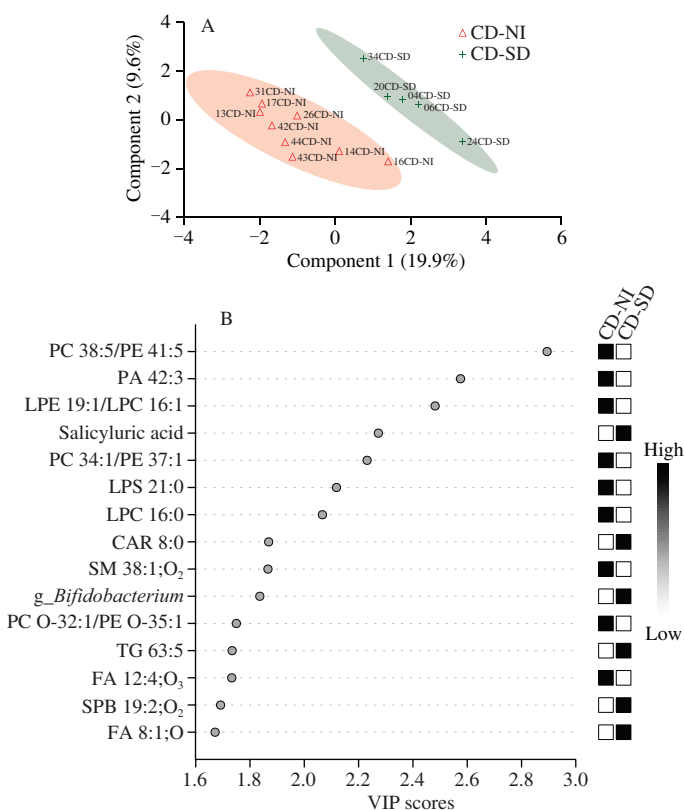 A
CD-NI
CD-SD
Component 2 (9.6%)
4
2
0
−2
−4
34CD-SD
20CD-SD
04CD-SD
06CD-SD
24CD-SD
31CD-NI
17CD-NI
13CD-NI
26CD-NI
42CD-NI
44CD-NI
43CD-NI
14CD-NI
16CD-NI
−4 −2 0 2 4 6
Component 1 (19.9%)
B
CD-NI
CD-SD
PC 38:5/PE 41:5
PA 42:3
LPE 19:1/LPC 16:1
Salicyluric acid
PC 34:1/PE 37:1
LPS 21:0
LPC 16:0
CAR 8:0
SM 38:1;O₂
g_Bifidobacterium
PC O-32:1/PE O-35:1
TG 63:5
FA 12:4;O₃
SPB 19:2;O₂
FA 8:1;O
High
Low
1.6 1.8 2.0 2.2 2.4 2.6 2.8 3.0
VIP scores